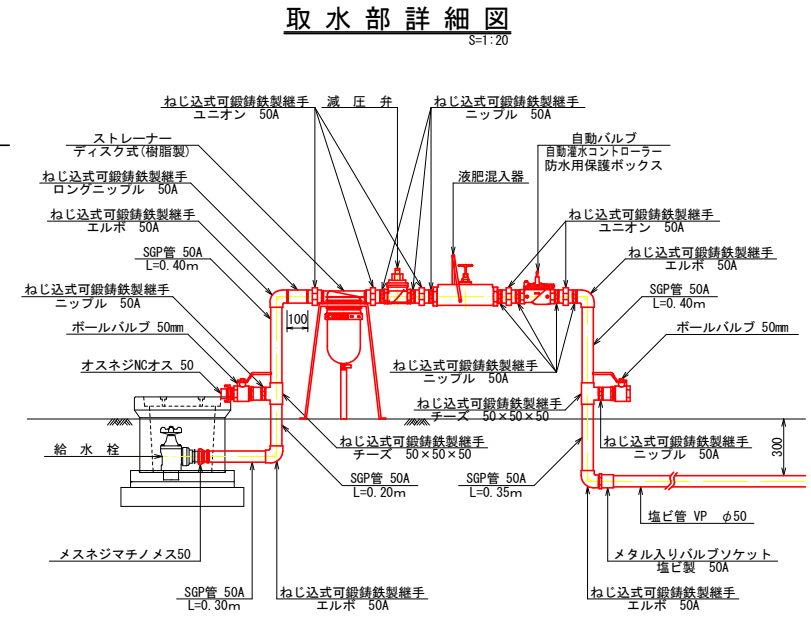 取水部詳細図
S=1:20
ねじ込式可鍛鋳鉄製継手
ユニオン 50A
減圧弁
ねじ込式可鍛鋳鉄製継手
ニップル 50A
ストレーナー
ディスク式(樹脂製)
自動バルブ
自動灌水コントローラー
防水用保護ボックス
ねじ込式可鍛鋳鉄製継手
ロングニップル 50A
液肥混入器
ねじ込式可鍛鋳鉄製継手
エルボ 50A
ねじ込式可鍛鋳鉄製継手
ユニオン 50A
SGP管 50A
L=0.40m
ねじ込式可鍛鋳鉄製継手
エルボ 50A
ねじ込式可鍛鋳鉄製継手
ニップル 50A
SGP管 50A
L=0.40m
100
ボールバルブ 50mm
ボールバルブ 50mm
オスネジNCオス 50
ねじ込式可鍛鋳鉄製継手
ニップル 50A
ねじ込式可鍛鋳鉄製継手
チーズ 50×50×50
給水栓
ねじ込式可鍛鋳鉄製継手
チーズ 50×50×50
ねじ込式可鍛鋳鉄製継手
ニップル 50A
300
SGP管 50A
L=0.20m
SGP管 50A
L=0.35m
塩ビ管 VP φ50
メスネジマチノメス50
メタル入りバルブソケット
塩ビ製 50A
SGP管 50A
L=0.30m
ねじ込式可鍛鋳鉄製継手
エルボ 50A
ねじ込式可鍛鋳鉄製継手
エルボ 50A